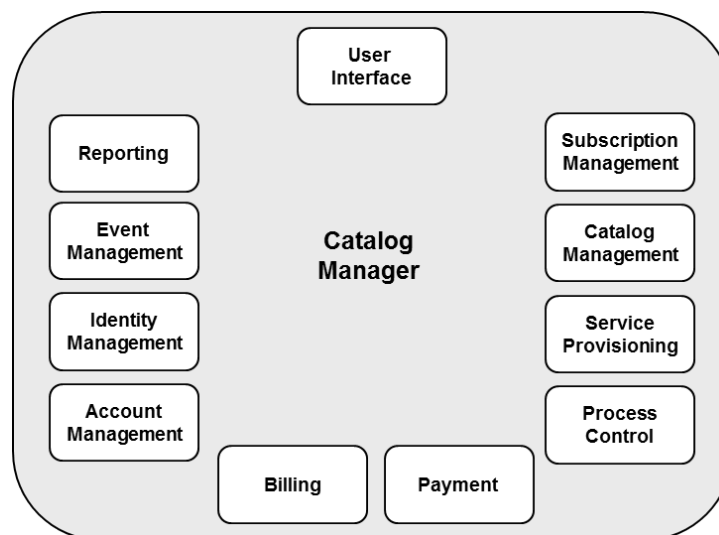 User
Interface
Reporting
Subscription
Management
Event
Management
Catalog
Manager
Catalog
Management
Identity
Management
Service
Provisioning
Account
Management
Process
Control
Billing
Payment